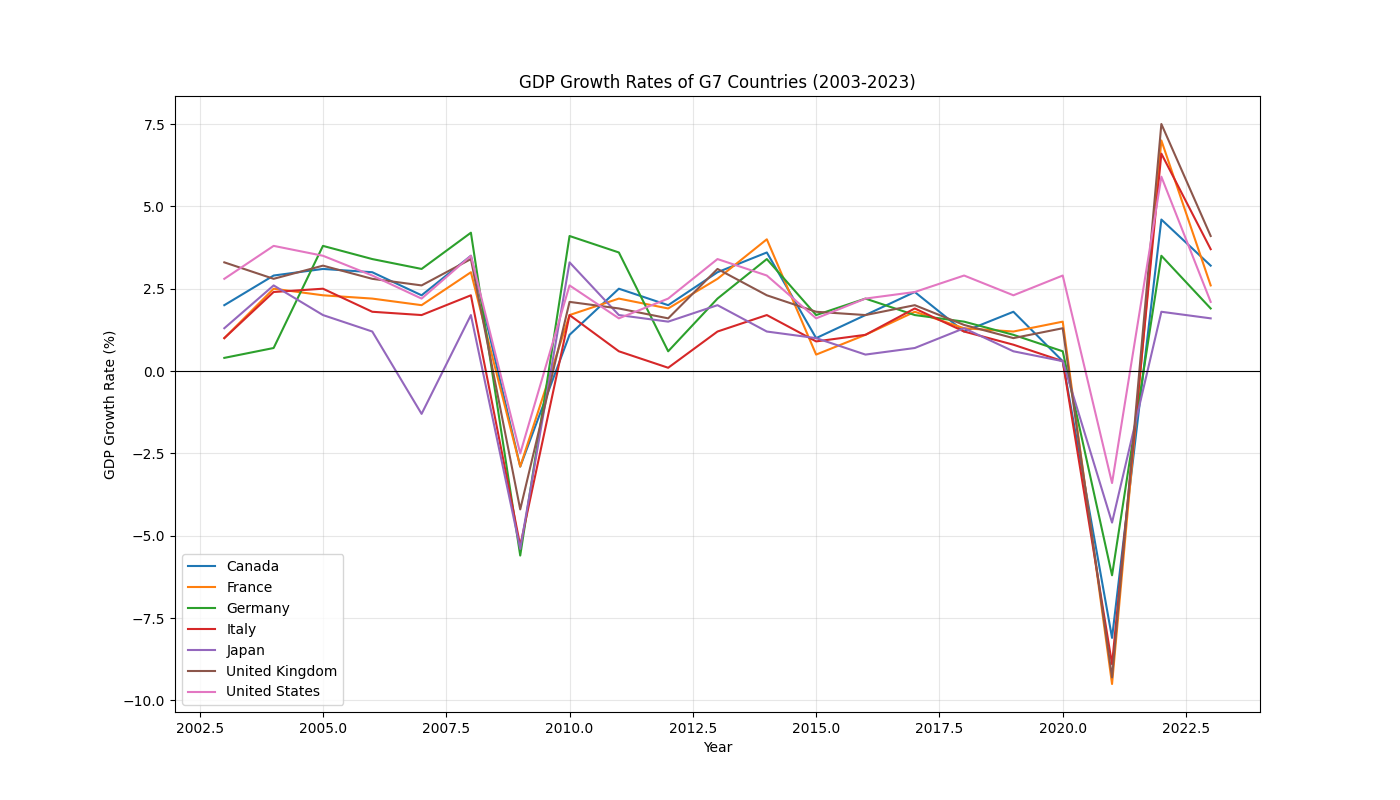 GDP Growth Rates of G7 Countries (2003-2023)
7.5
5.0
2.5
0.0
−2.5
−5.0
−7.5
−10.0
GDP Growth Rate (%)
Canada
France
Germany
Italy
Japan
United Kingdom
United States
2002.5 2005.0 2007.5 2010.0 2012.5 2015.0 2017.5 2020.0 2022.5
Year